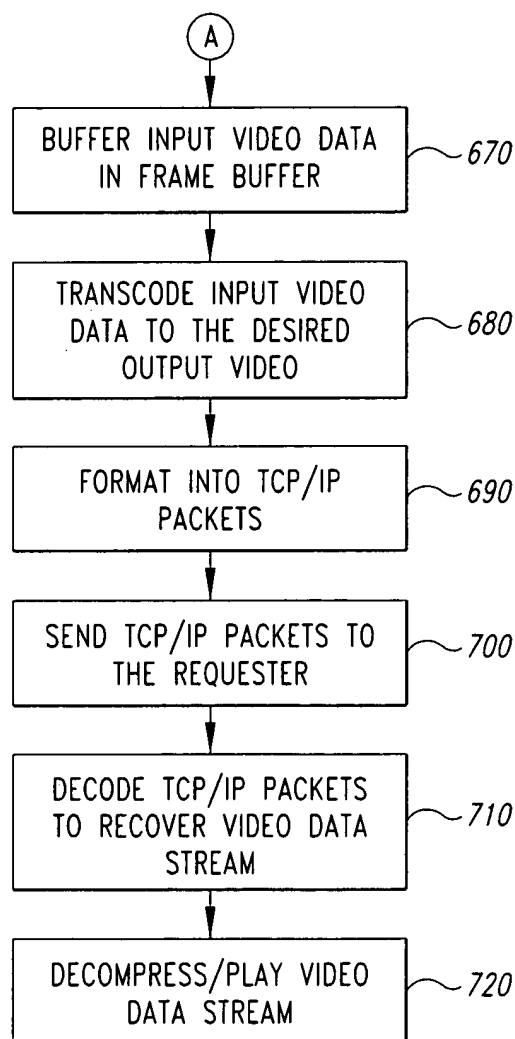 A
BUFFER INPUT VIDEO DATA
IN FRAME BUFFER
670
TRANSCODE INPUT VIDEO
DATA TO THE DESIRED
OUTPUT VIDEO
680
FORMAT INTO TCP/IP
PACKETS
690
SEND TCP/IP PACKETS TO
THE REQUESTER
700
DECODE TCP/IP PACKETS
TO RECOVER VIDEO DATA
STREAM
710
DECOMPRESS/PLAY VIDEO
DATA STREAM
720